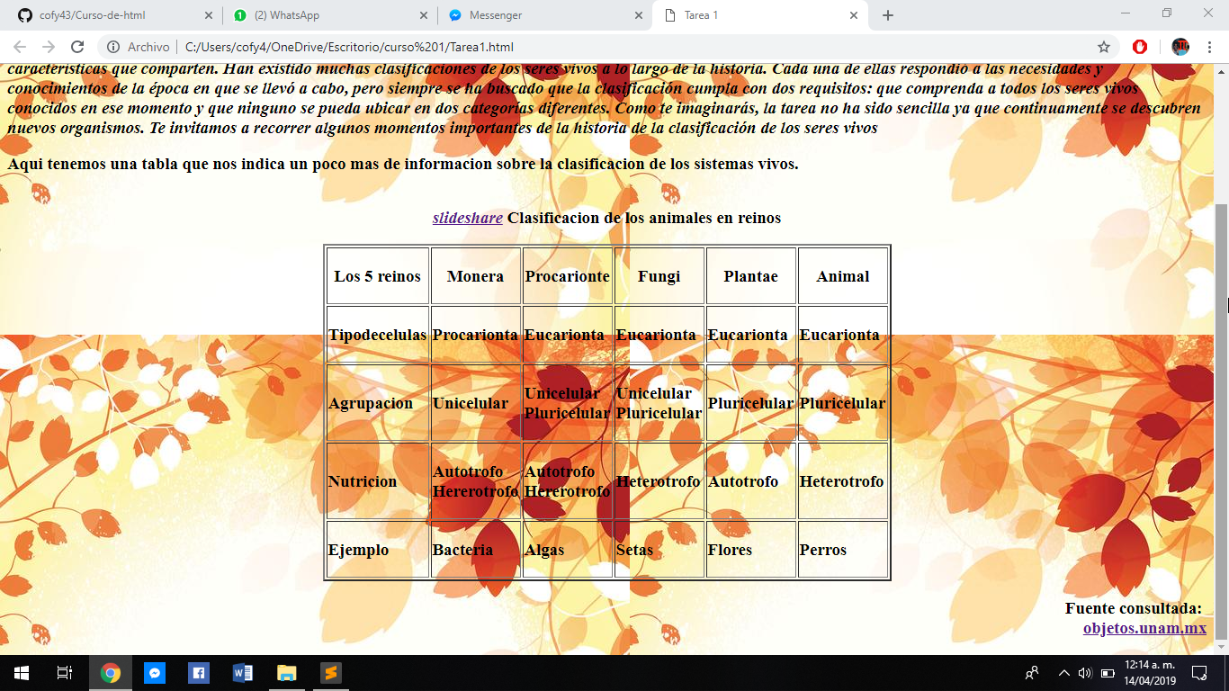 cofy43/Curso-de-html
(2) WhatsApp
Messenger
Tarea 1
Archivo
C:/Users/cofy4/OneDrive/Escritorio/curso%201/Tarea1.html
características que comparten. Han existido muchas clasificaciones de los seres vivos a lo largo de la historia. Cada una de ellas respondió a las necesidades y
conocimientos de la época en que se llevó a cabo, pero siempre se ha buscado que la clasificación cumpla con dos requisitos: que comprenda a todos los seres vivos
conocidos en ese momento y que ninguno se pueda ubicar en dos categorías diferentes. Como te imaginarás, la tarea no ha sido sencilla ya que continuamente se descubren
nuevos organismos. Te invitamos a recorrer algunos momentos importantes de la historia de la clasificación de los seres vivos
Aqui tenemos una tabla que nos indica un poco mas de informacion sobre la clasificacion de los sistemas vivos.
slideshare Clasificacion de los animales en reinos
Los 5 reinos Monera Procarionte Fungi Plantae Animal
Tipodecelulas Procarionta Eucarionta Eucarionta Eucarionta Eucarionta
Agrupacion Unicelular Unicelular Pluricelular Unicelular Pluricelular Pluricelular Pluricelular
Nutricion Autotrofo Hererotrofo Autotrofo Hererotrofo Heterotrofo Autotrofo Heterotrofo
Ejemplo Bacteria Algas Setas Flores Perros
Fuente consultada:
objetos.unam.mx
12:14 a. m.
14/04/2019